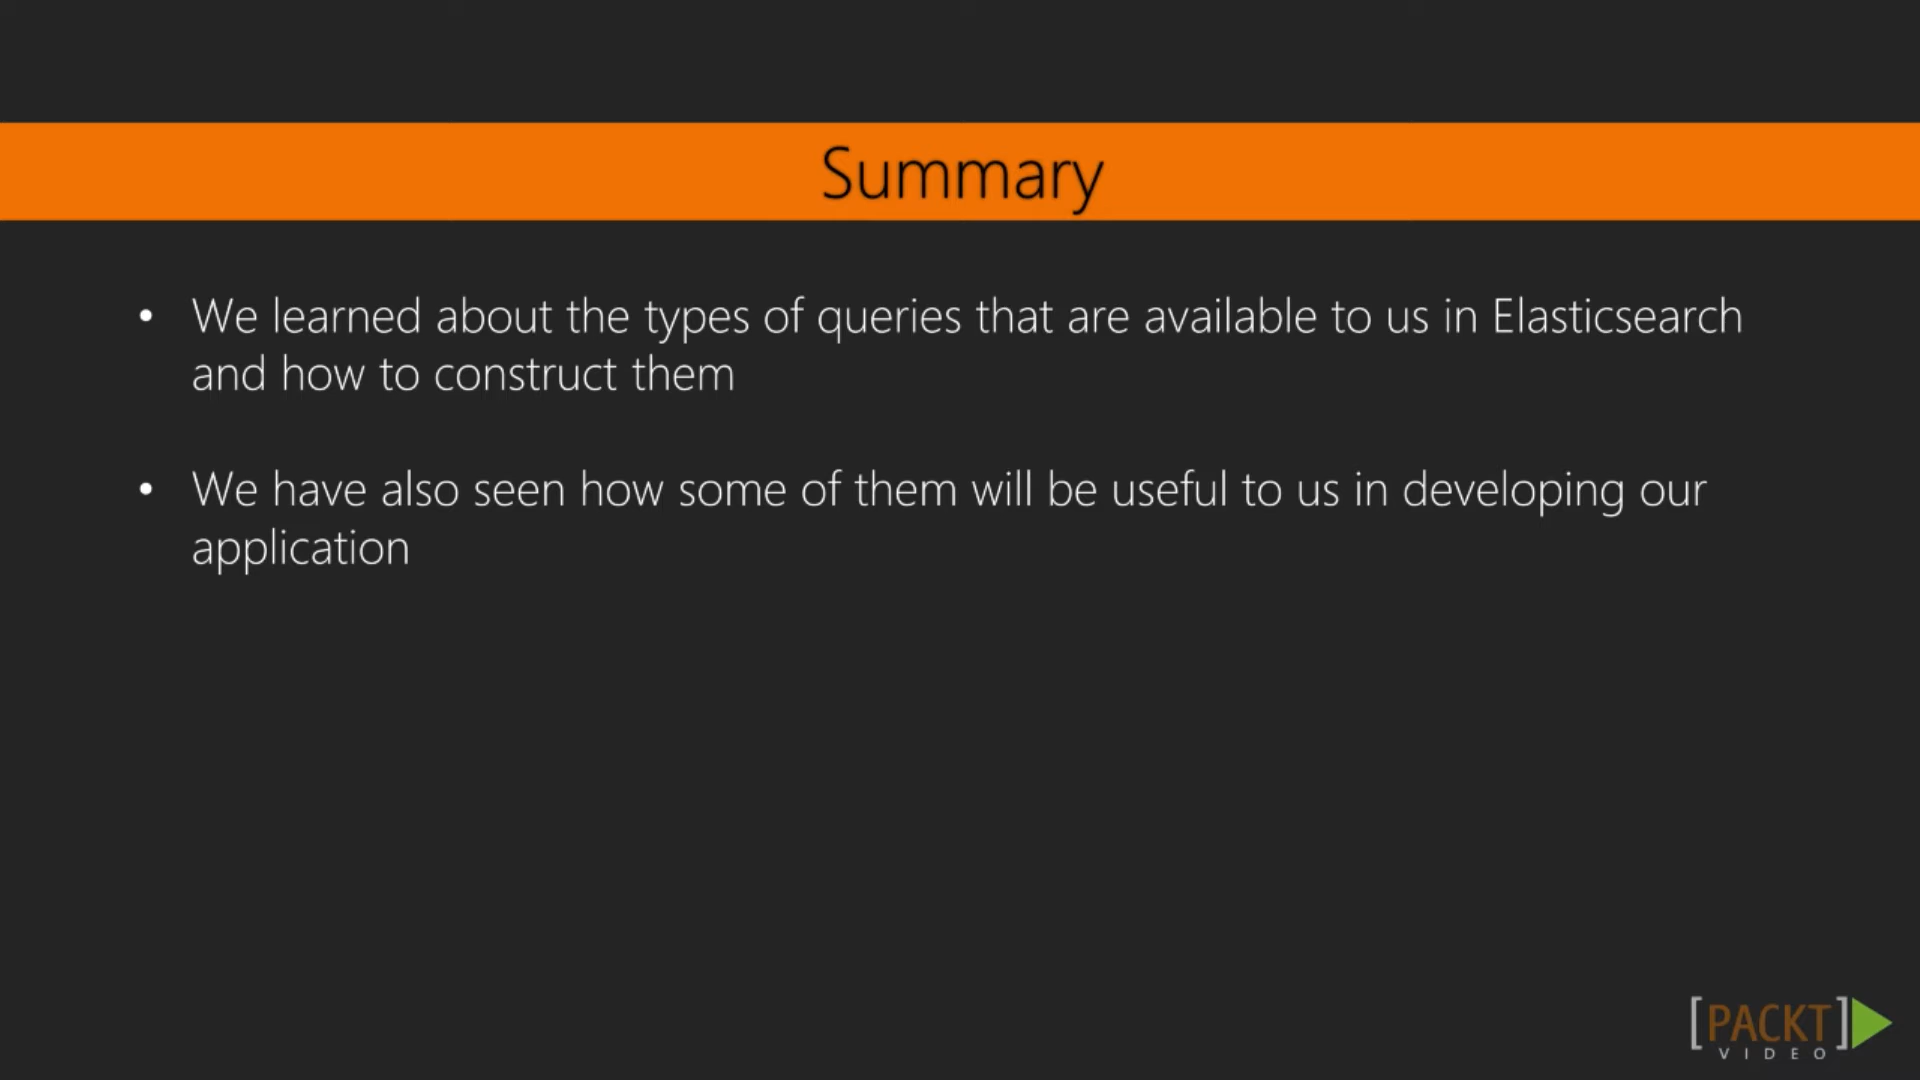 Summary
• We learned about the types of queries that are available to us in Elasticsearch
and how to construct them
• We have also seen how some of them will be useful to us in developing our
application
[PACKT]
VIDEO